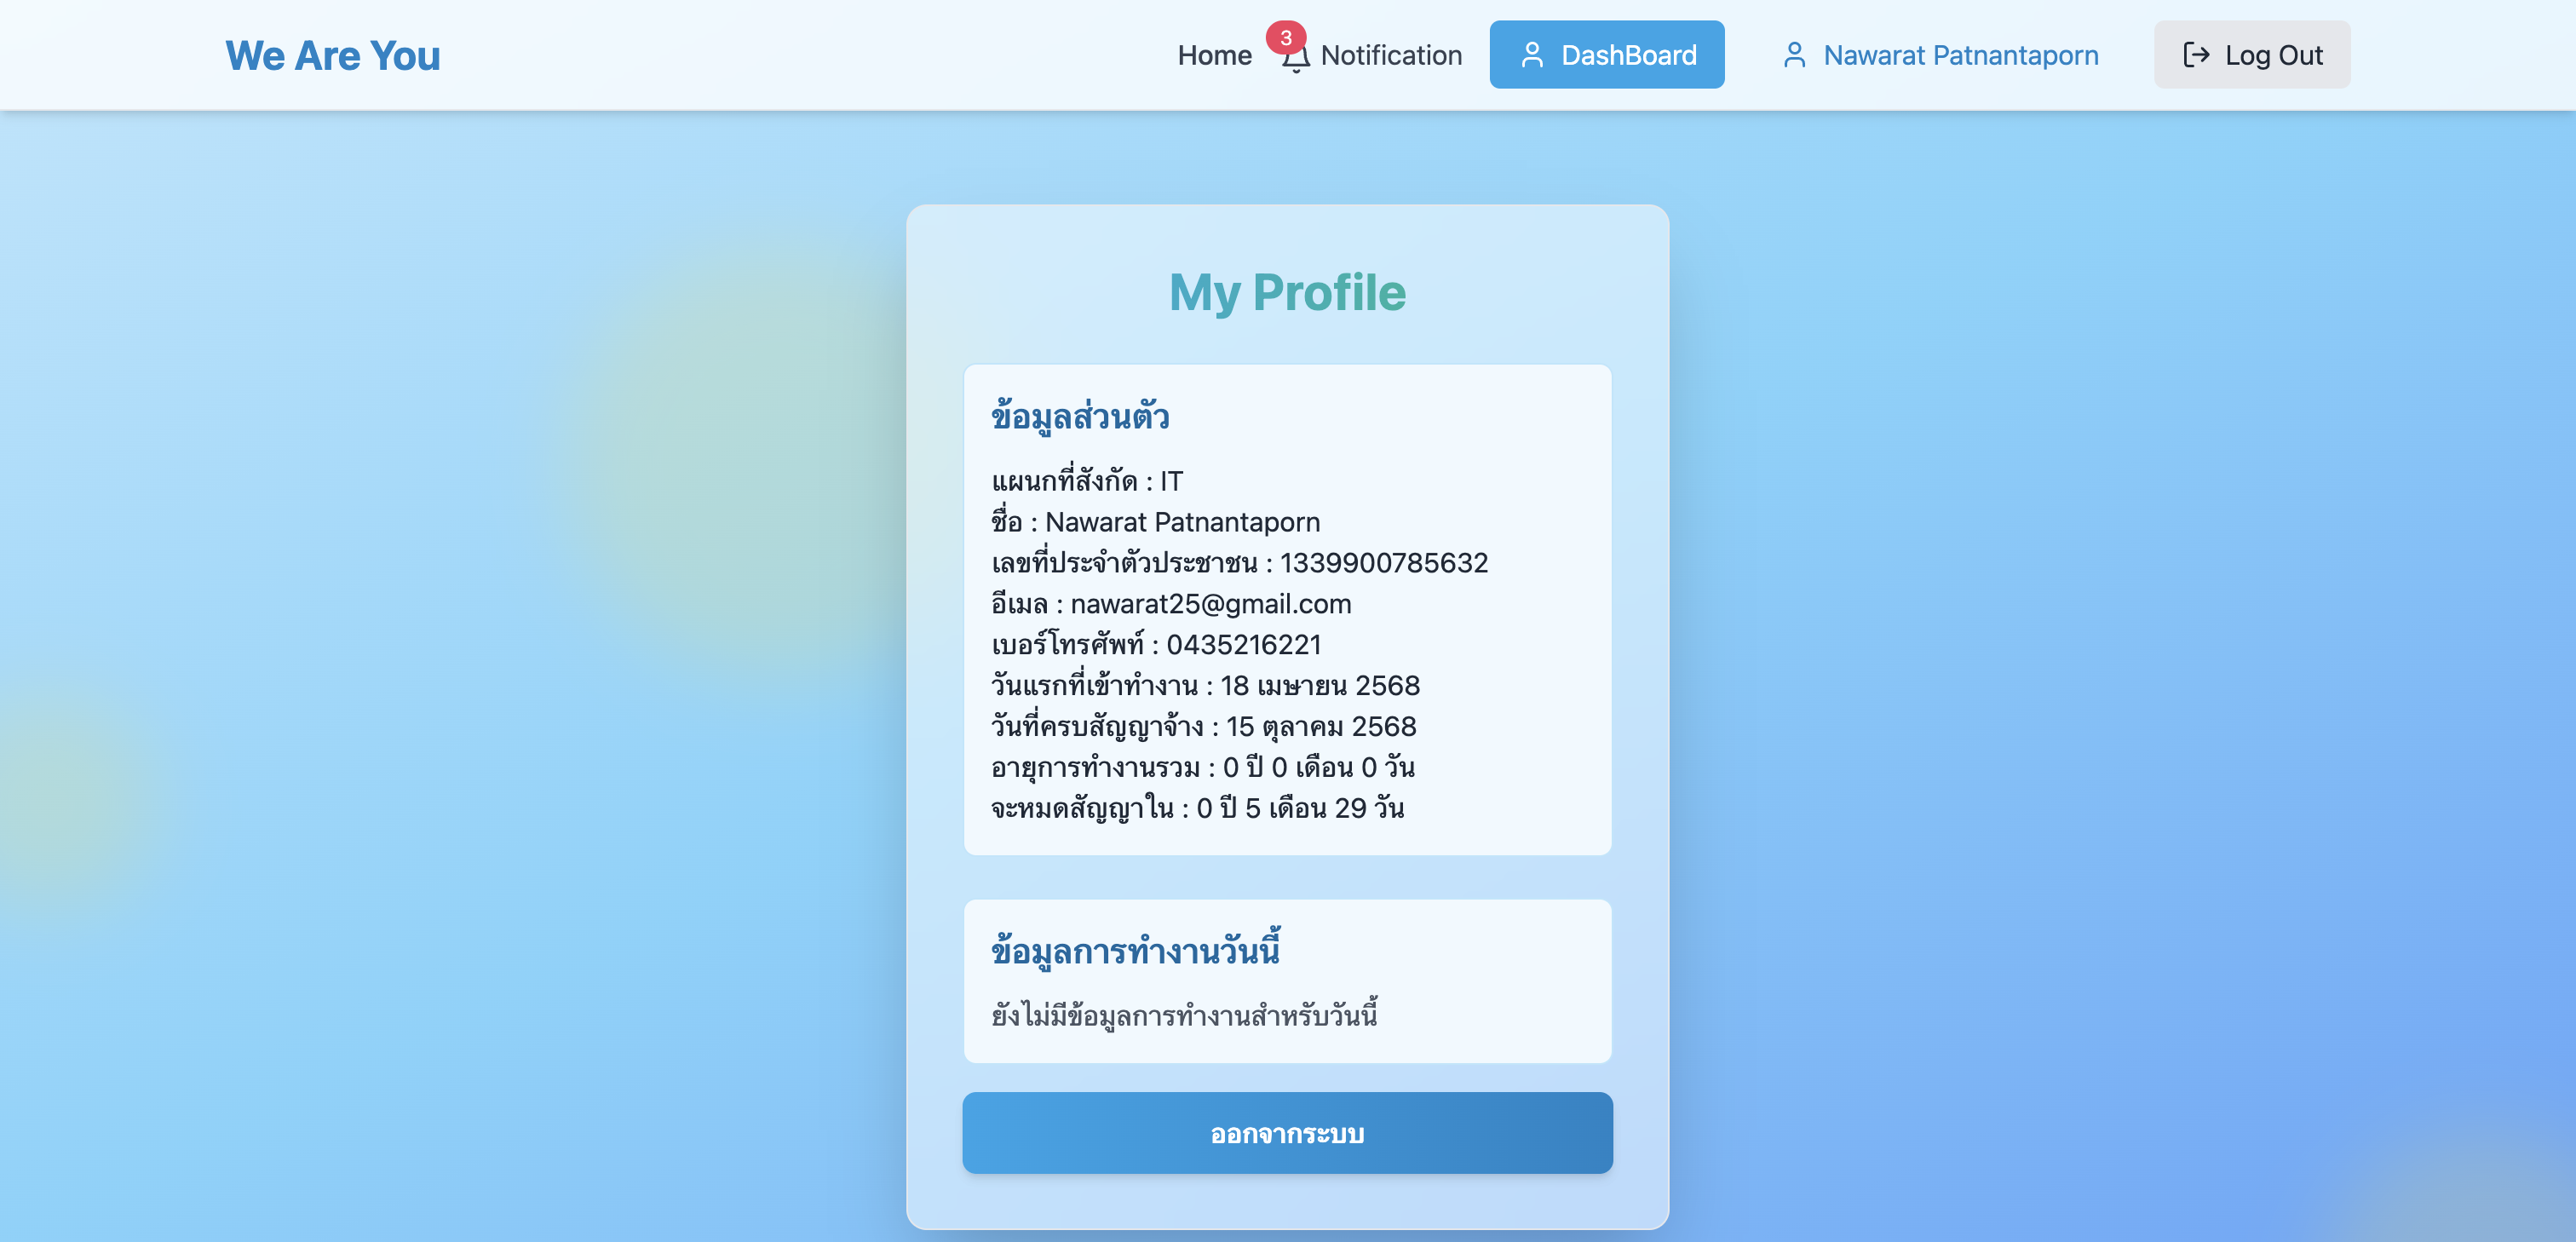 We Are You
Home 3 Notification DashBoard Nawarat Patnantaporn Log Out
My Profile
ข้อมูลส่วนตัว
แผนกที่สังกัด : IT
ชื่อ : Nawarat Patnantaporn
เลขที่ประจำตัวประชาชน : 1339900785632
อีเมล : nawarat25@gmail.com
เบอร์โทรศัพท์ : 0435216221
วันแรกที่เข้าทำงาน : 18 เมษายน 2568
วันที่ครบสัญญาจ้าง : 15 ตุลาคม 2568
อายุการทำงานรวม : 0 ปี 0 เดือน 0 วัน
จะหมดสัญญาใน : 0 ปี 5 เดือน 29 วัน
ข้อมูลการทำงานวันนี้
ยังไม่มีข้อมูลการทำงานสำหรับวันนี้
ออกจากระบบ